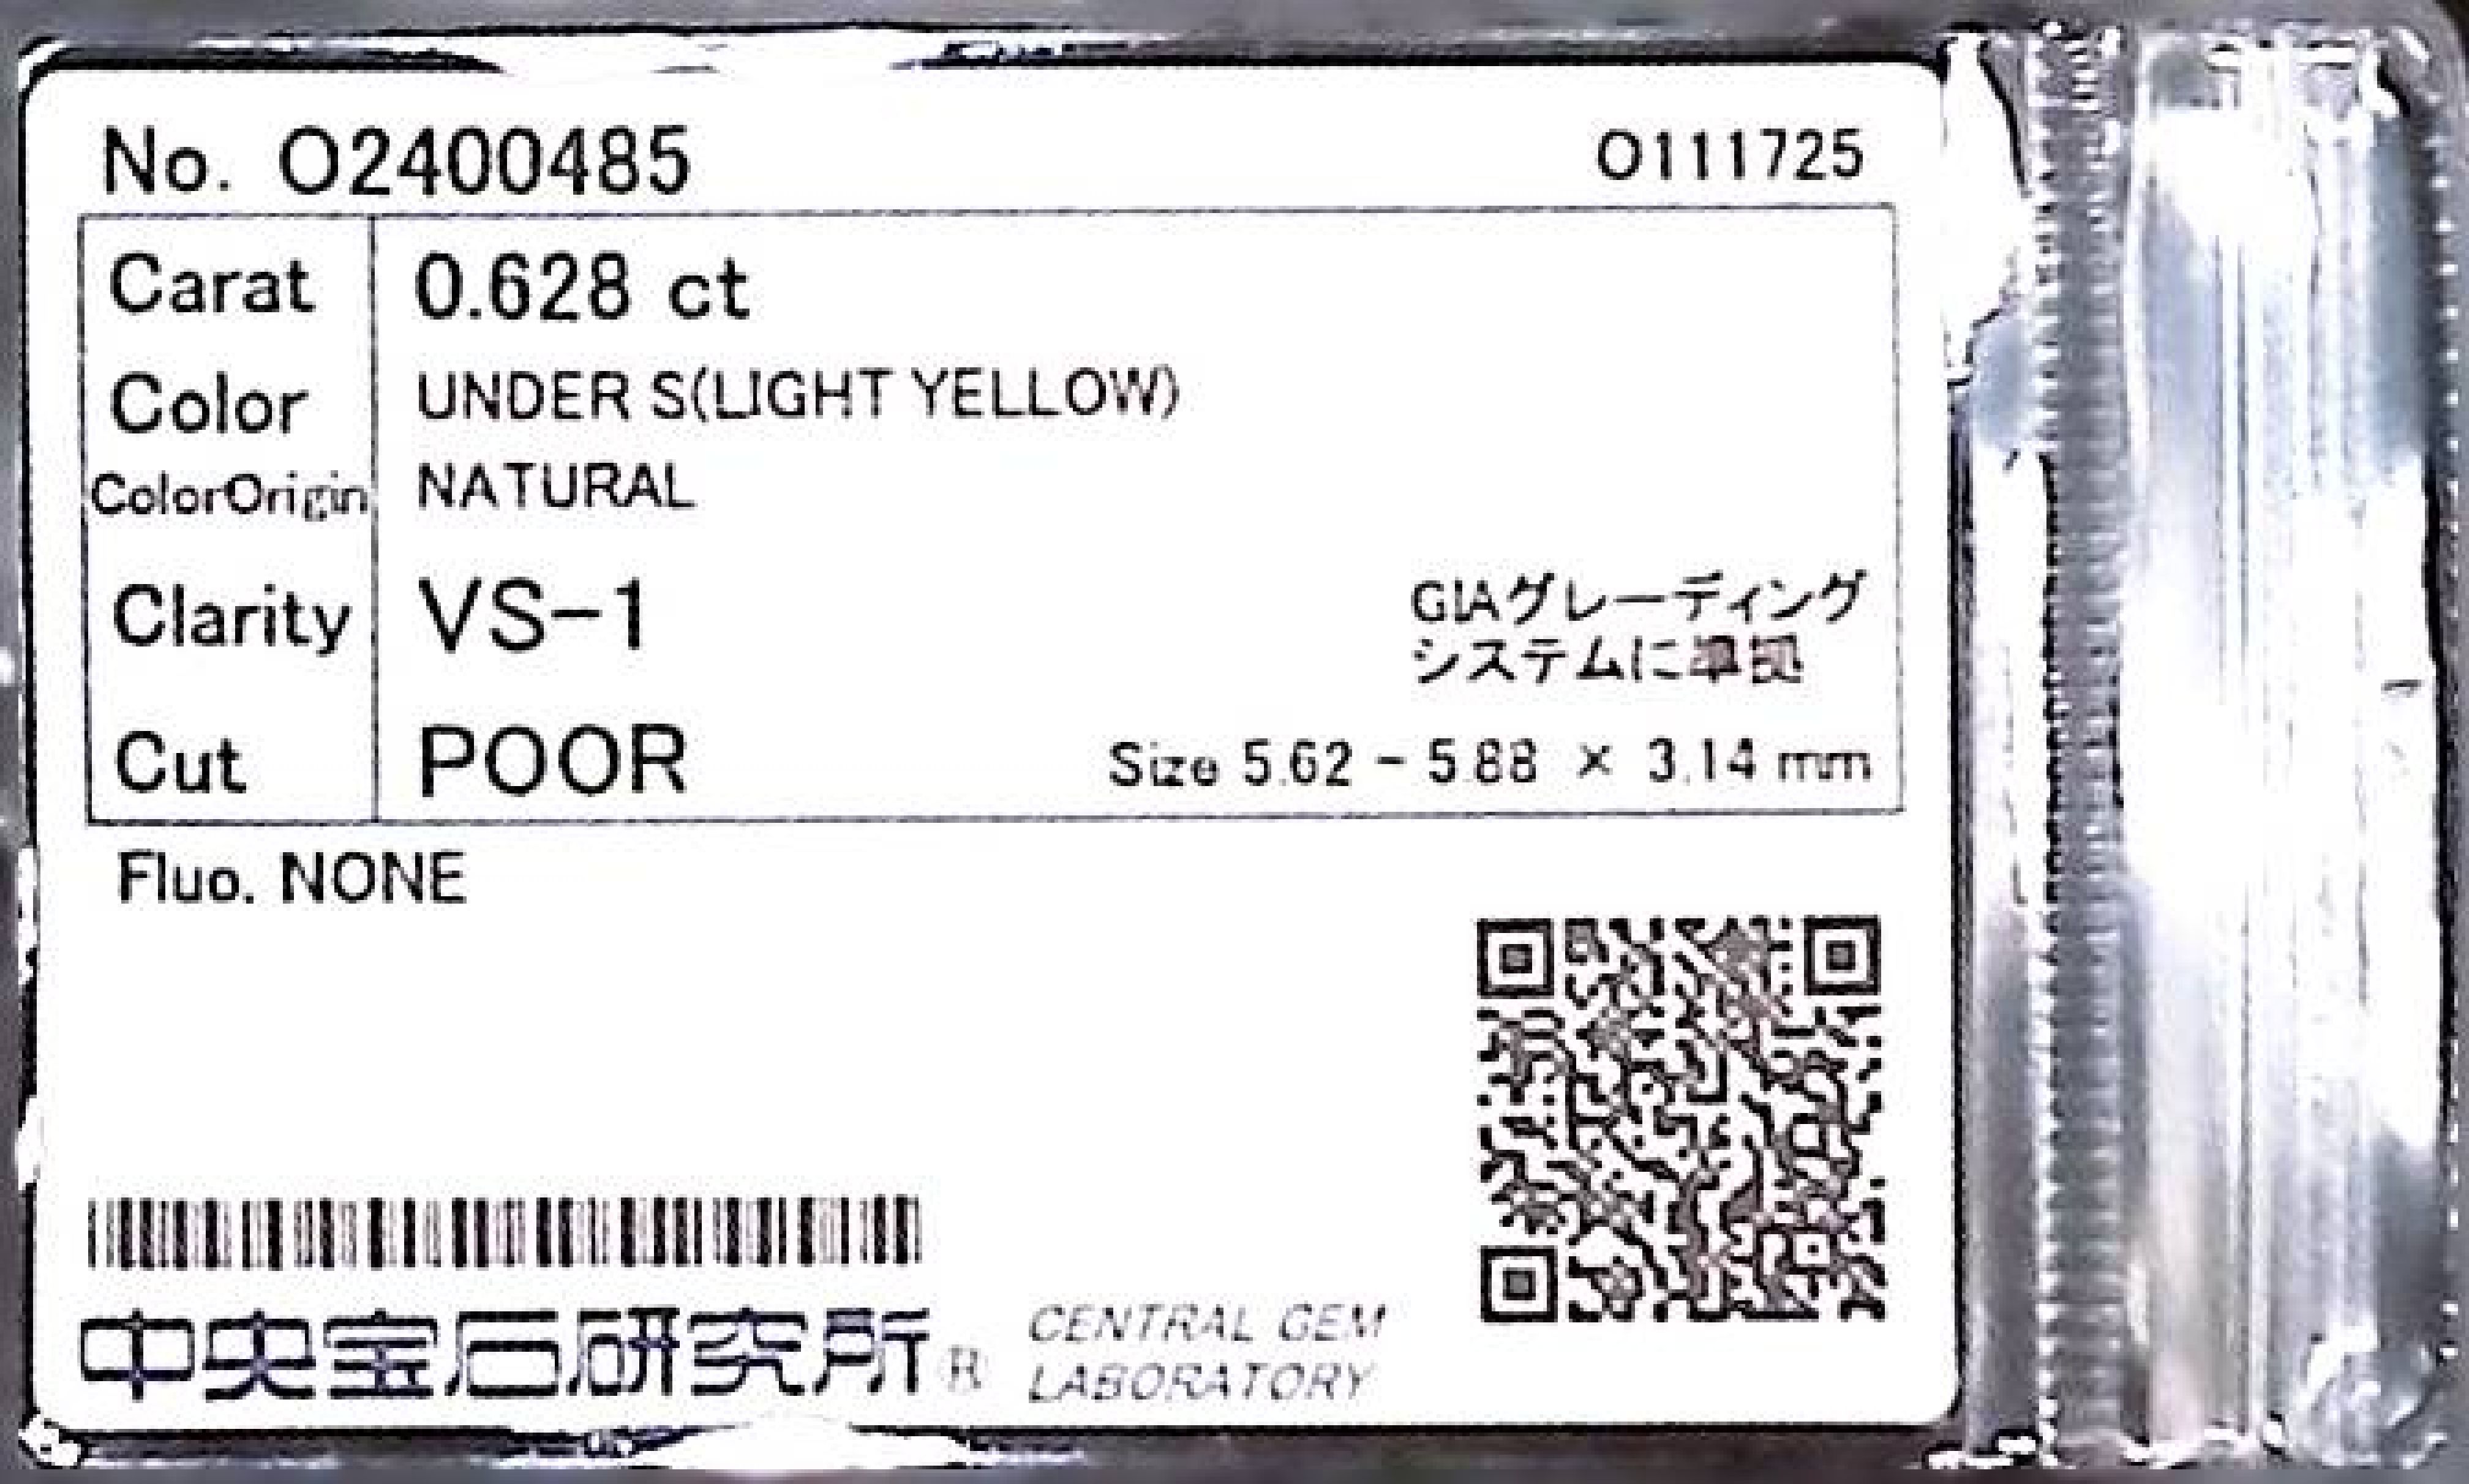 No. O2400485 O111725
Carat 0.628 ct
Color UNDER S(LIGHT YELLOW)
ColorOrigin NATURAL
Clarity VS-1
GIAグレーディング
システムに準拠
Cut POOR Size 5.62 - 5.88 × 3.14 mm
Fluo. NONE
中央宝石研究所® CENTRAL GEM
LABORATORY